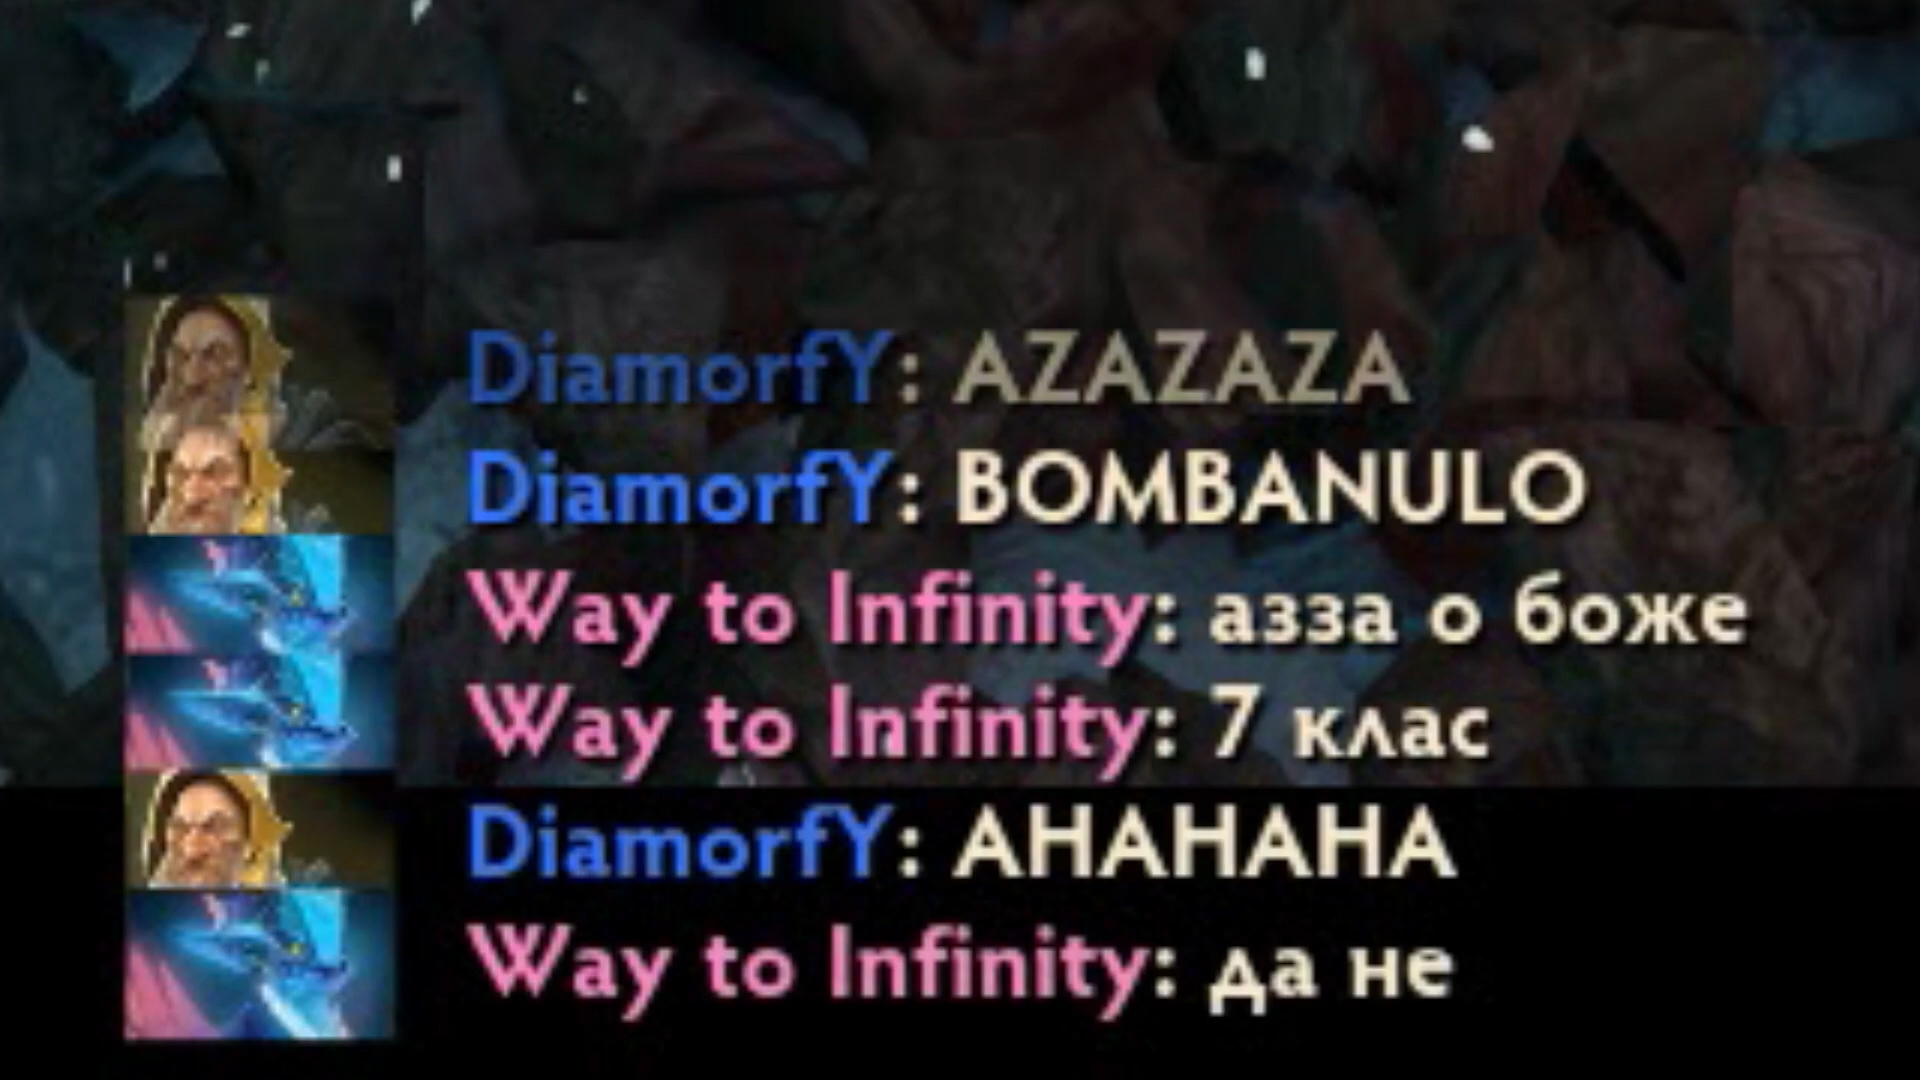 DiamorfY: AZAZAZA
DiamorfY: BOMBANULO
Way to Infinity: азза о боже
Way to Infinity: 7 клас
DiamorfY: AHAHAHA
Way to Infinity: да не